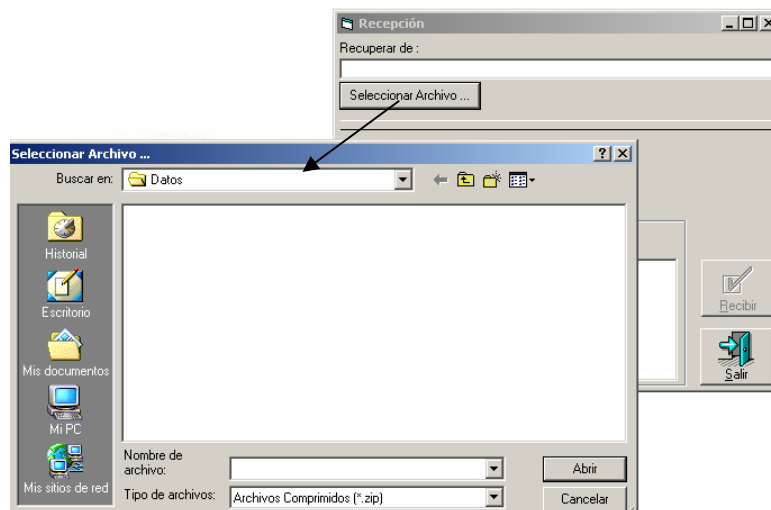 Recepción
Recuperar de :
Seleccionar Archivo ...
Seleccionar Archivo ...
Buscar en:
Datos
Historial
Escritorio
Mis documentos
Mi PC
Mis sitios de red
Recibir
Salir
Nombre de
archivo:
Abrir
Tipo de archivos:
Archivos Comprimidos (*.zip)
Cancelar